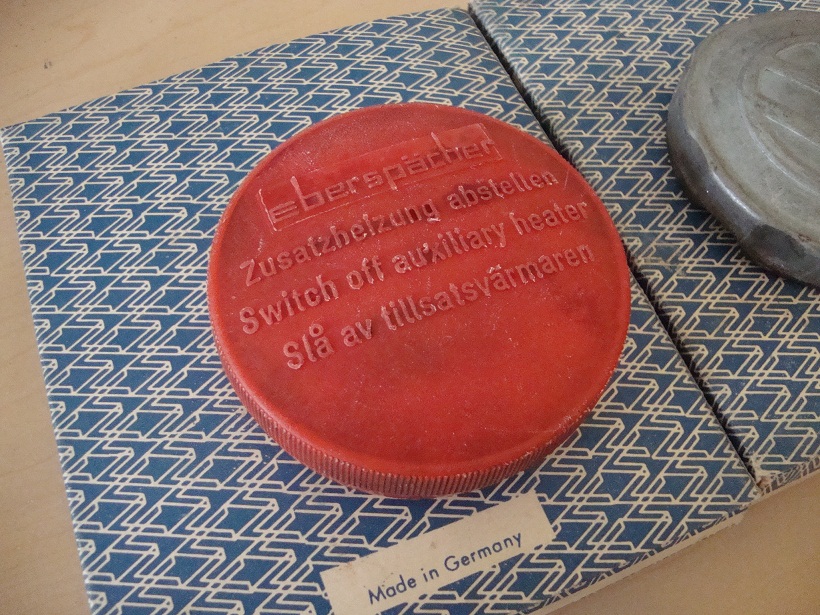 Eberspächer
Zusatzheizung abstellen
Switch off auxiliary heater
Slå av tillsatsvärmaren
Made in Germany